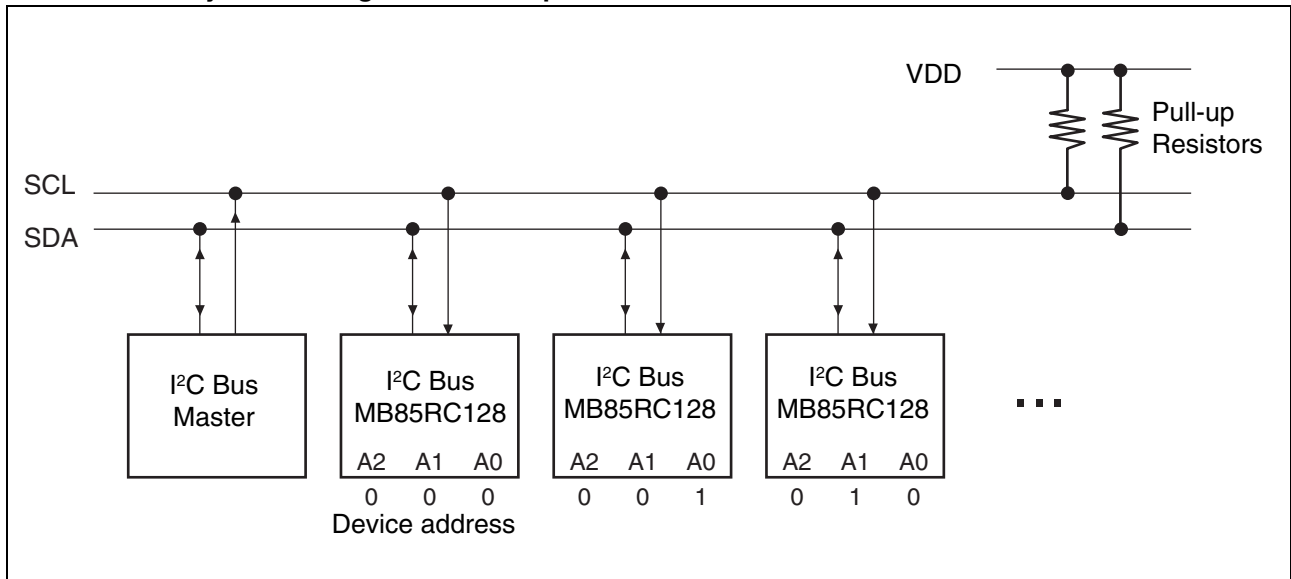 VDD
Pull-up
Resistors
SCL
SDA
I²C Bus
Master
I²C Bus
MB85RC128
A2 A1 A0
0 0 0
Device address
I²C Bus
MB85RC128
A2 A1 A0
0 0 1
I²C Bus
MB85RC128
A2 A1 A0
0 1 0
...